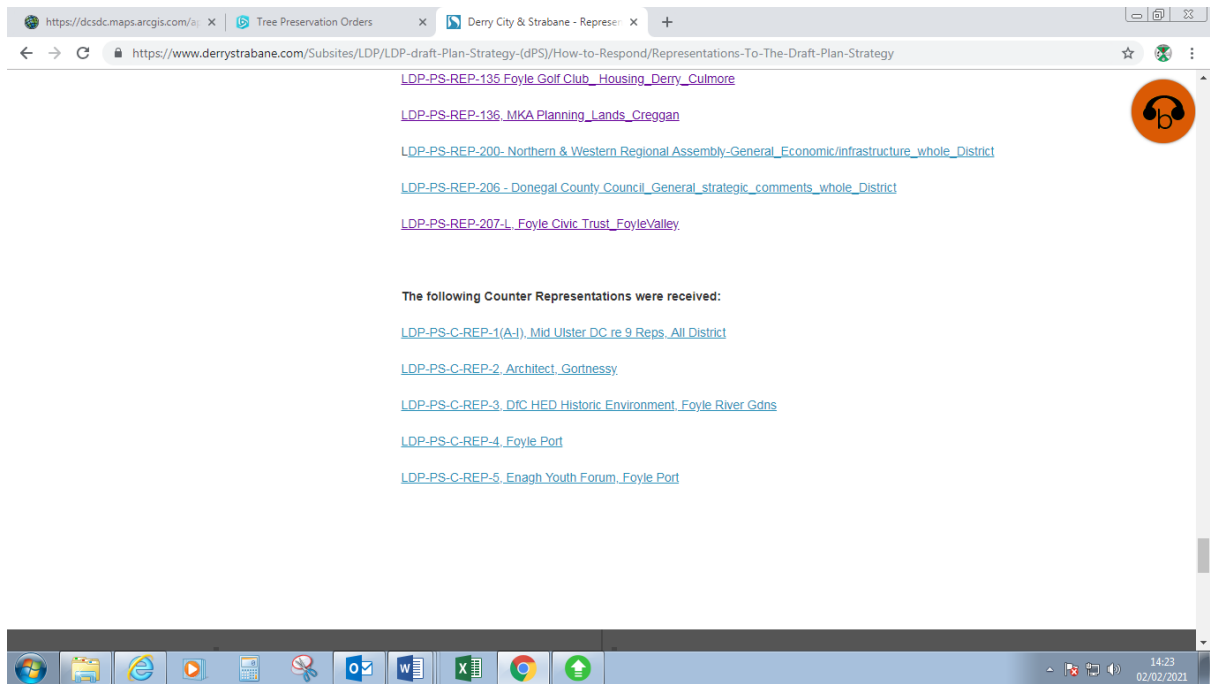 https://dcsdc.maps.arcgis.com/ap
Tree Preservation Orders
Derry City & Strabane - Represen
https://www.derrystrabane.com/Subsites/LDP/LDP-draft-Plan-Strategy-(dPS)/How-to-Respond/Representations-To-The-Draft-Plan-Strategy
LDP-PS-REP-135 Foyle Golf Club_ Housing_Derry_Culmore
LDP-PS-REP-136, MKA Planning_Lands_Creggan
LDP-PS-REP-200- Northern & Western Regional Assembly-General_Economic/infrastructure_whole_District
LDP-PS-REP-206 - Donegal County Council_General_strategic_comments_whole_District
LDP-PS-REP-207-L, Foyle Civic Trust_FoyleValley
The following Counter Representations were received:
LDP-PS-C-REP-1(A-I), Mid Ulster DC re 9 Reps, All District
LDP-PS-C-REP-2, Architect, Gortnessy
LDP-PS-C-REP-3, DfC HED Historic Environment, Foyle River Gdns
LDP-PS-C-REP-4, Foyle Port
LDP-PS-C-REP-5, Enagh Youth Forum, Foyle Port
14:23
02/02/2021